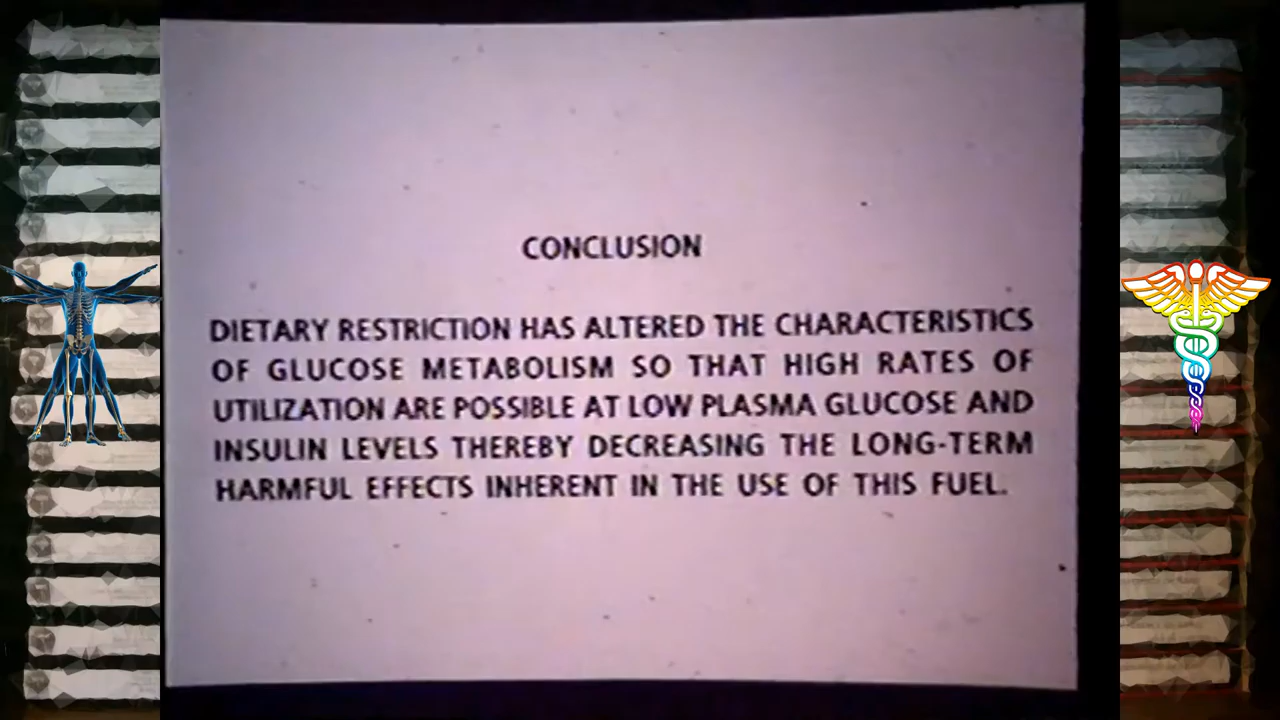 CONCLUSION
DIETARY RESTRICTION HAS ALTERED THE CHARACTERISTICS
OF GLUCOSE METABOLISM SO THAT HIGH RATES OF
UTILIZATION ARE POSSIBLE AT LOW PLASMA GLUCOSE AND
INSULIN LEVELS THEREBY DECREASING THE LONG-TERM
HARMFUL EFFECTS INHERENT IN THE USE OF THIS FUEL.